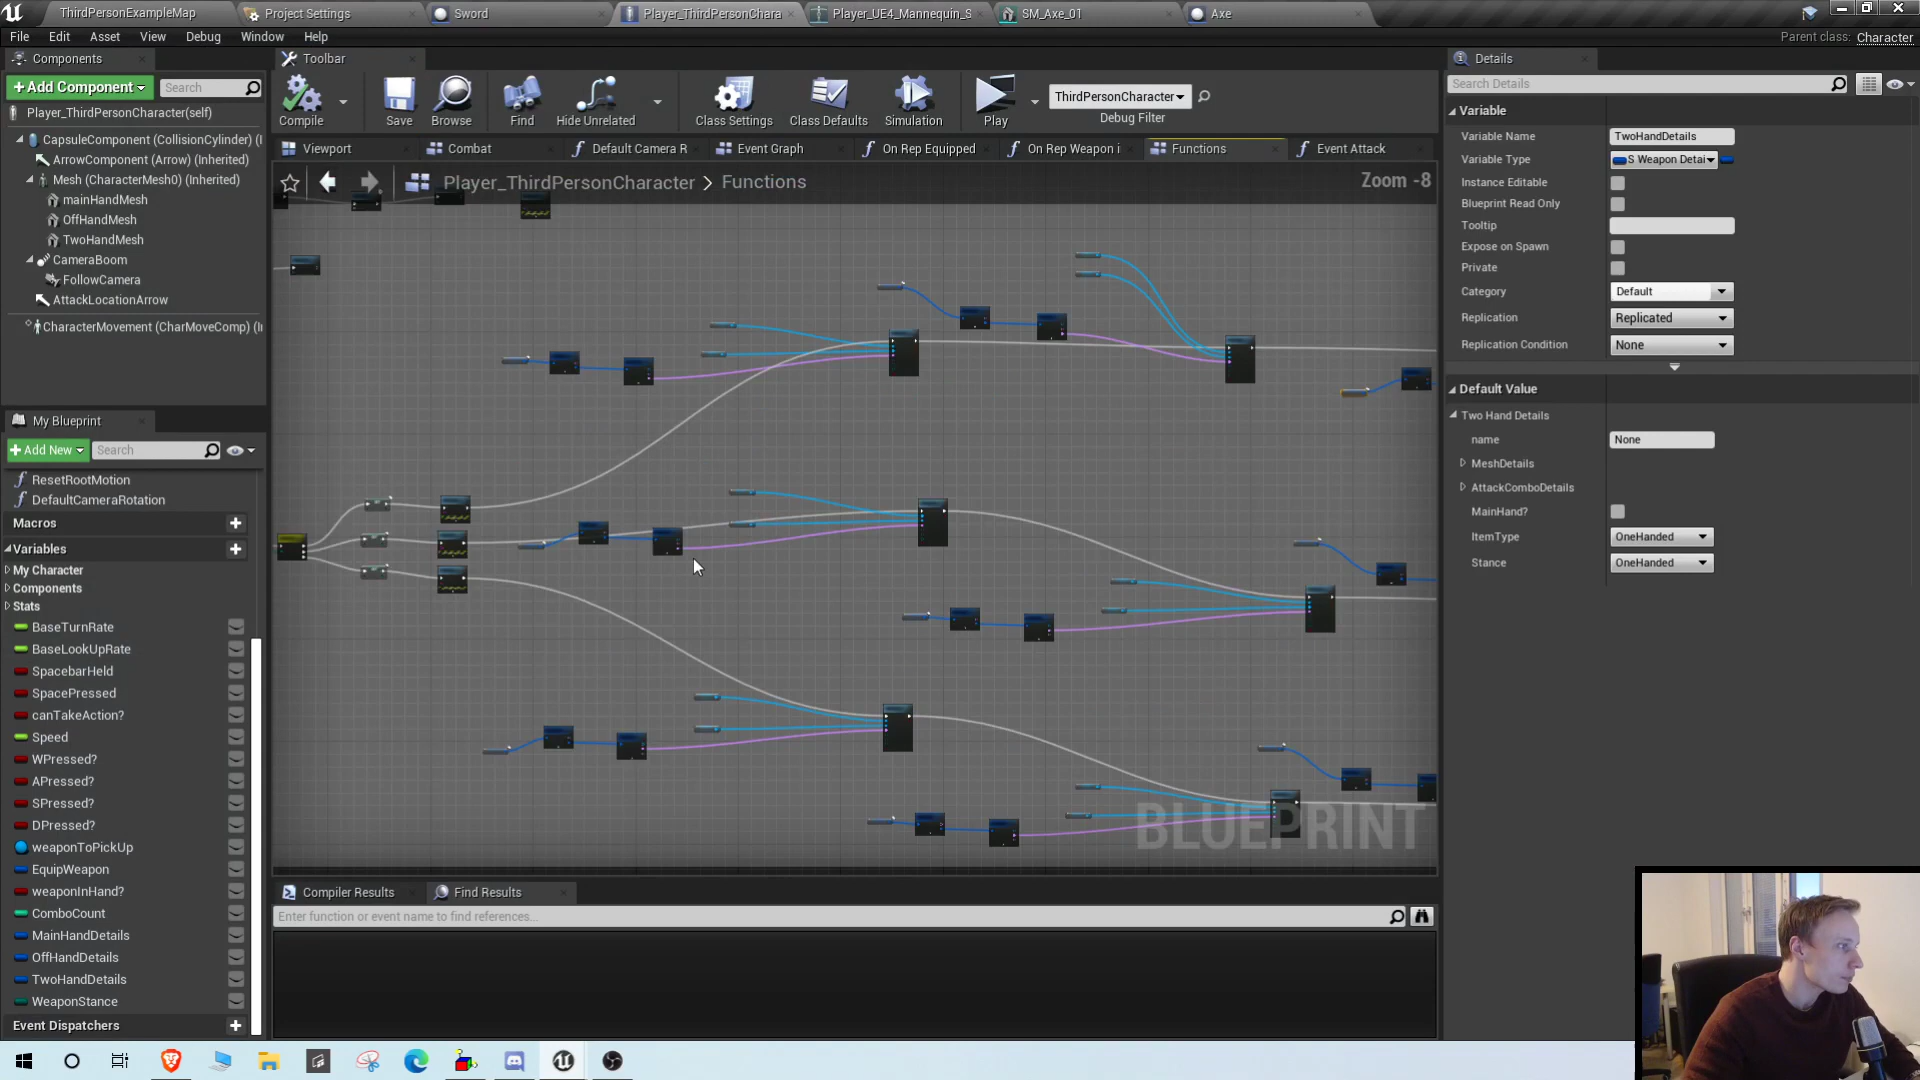 ThirdPersonExampleMap
Project Settings
Sword
Player_ThirdPersonChara
Player_UE4_Mannequin_S
SM_Axe_01
Axe
File Edit Asset View Debug Window Help
Parent class: Character
Components
Toolbar
Details
+Add Component
Search
Search Details
Player_ThirdPersonCharacter(self)
CapsuleComponent (CollisionCylinder) (I
ArrowComponent (Arrow) (Inherited)
Mesh (CharacterMesh0) (Inherited)
mainHandMesh
OffHandMesh
TwoHandMesh
CameraBoom
FollowCamera
AttackLocationArrow
CharacterMovement (CharMoveComp) (I
Compile
Save
Browse
Find
Hide Unrelated
Class Settings
Class Defaults
Simulation
Play
ThirdPersonCharacter
Debug Filter
Viewport
Combat
Default Camera R
Event Graph
On Rep Equipped
On Rep Weapon i
Functions
Event Attack
Player_ThirdPersonCharacter > Functions
Zoom -8
BLUEPRINT
My Blueprint
+Add New
Search
ResetRootMotion
DefaultCameraRotation
Macros
Variables
My Character
Components
Stats
BaseTurnRate
BaseLookUpRate
SpacebarHeld
SpacePressed
canTakeAction?
Speed
WPressed?
APressed?
SPressed?
DPressed?
weaponToPickUp
EquipWeapon
weaponInHand?
ComboCount
MainHandDetails
OffHandDetails
TwoHandDetails
WeaponStance
Event Dispatchers
Compiler Results
Find Results
Enter function or event name to find references...
Variable
Variable Name TwoHandDetails
Variable Type S Weapon Detai
Instance Editable
Blueprint Read Only
Tooltip
Expose on Spawn
Private
Category Default
Replication Replicated
Replication Condition None
Default Value
Two Hand Details
name None
MeshDetails
AttackComboDetails
MainHand?
ItemType OneHanded
Stance OneHanded